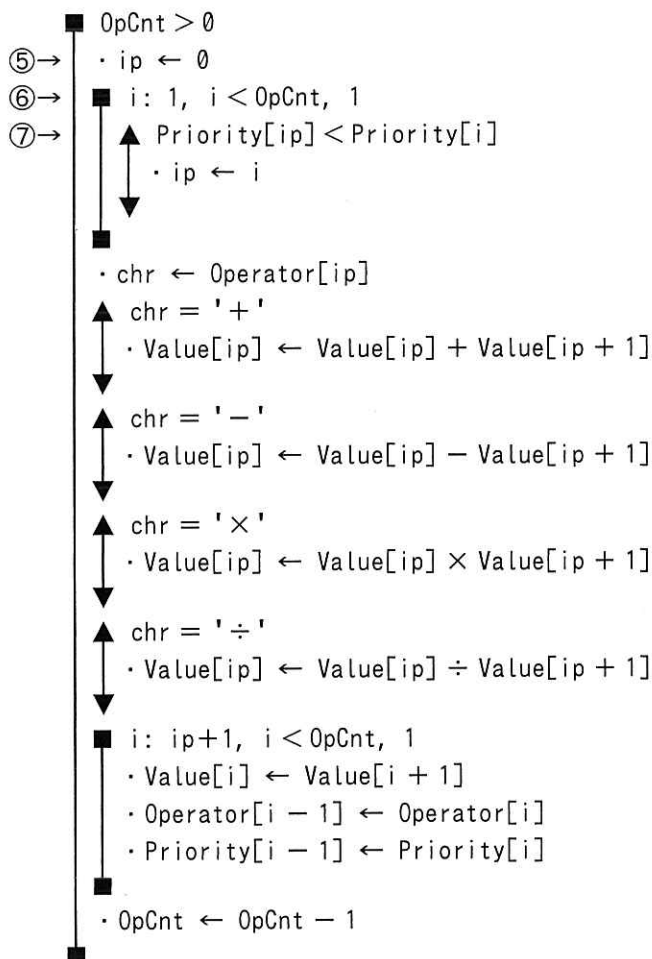 OpCnt > 0
⑤→ ・ip ← 0
⑥→ i: 1, i < OpCnt, 1
⑦→ Priority[ip] < Priority[i]
・ip ← i
・chr ← Operator[ip]
chr = '+'
・Value[ip] ← Value[ip] + Value[ip + 1]
chr = '－'
・Value[ip] ← Value[ip] － Value[ip + 1]
chr = '×'
・Value[ip] ← Value[ip] × Value[ip + 1]
chr = '÷'
・Value[ip] ← Value[ip] ÷ Value[ip + 1]
i: ip+1, i < OpCnt, 1
・Value[i] ← Value[i + 1]
・Operator[i － 1] ← Operator[i]
・Priority[i － 1] ← Priority[i]
・OpCnt ← OpCnt － 1